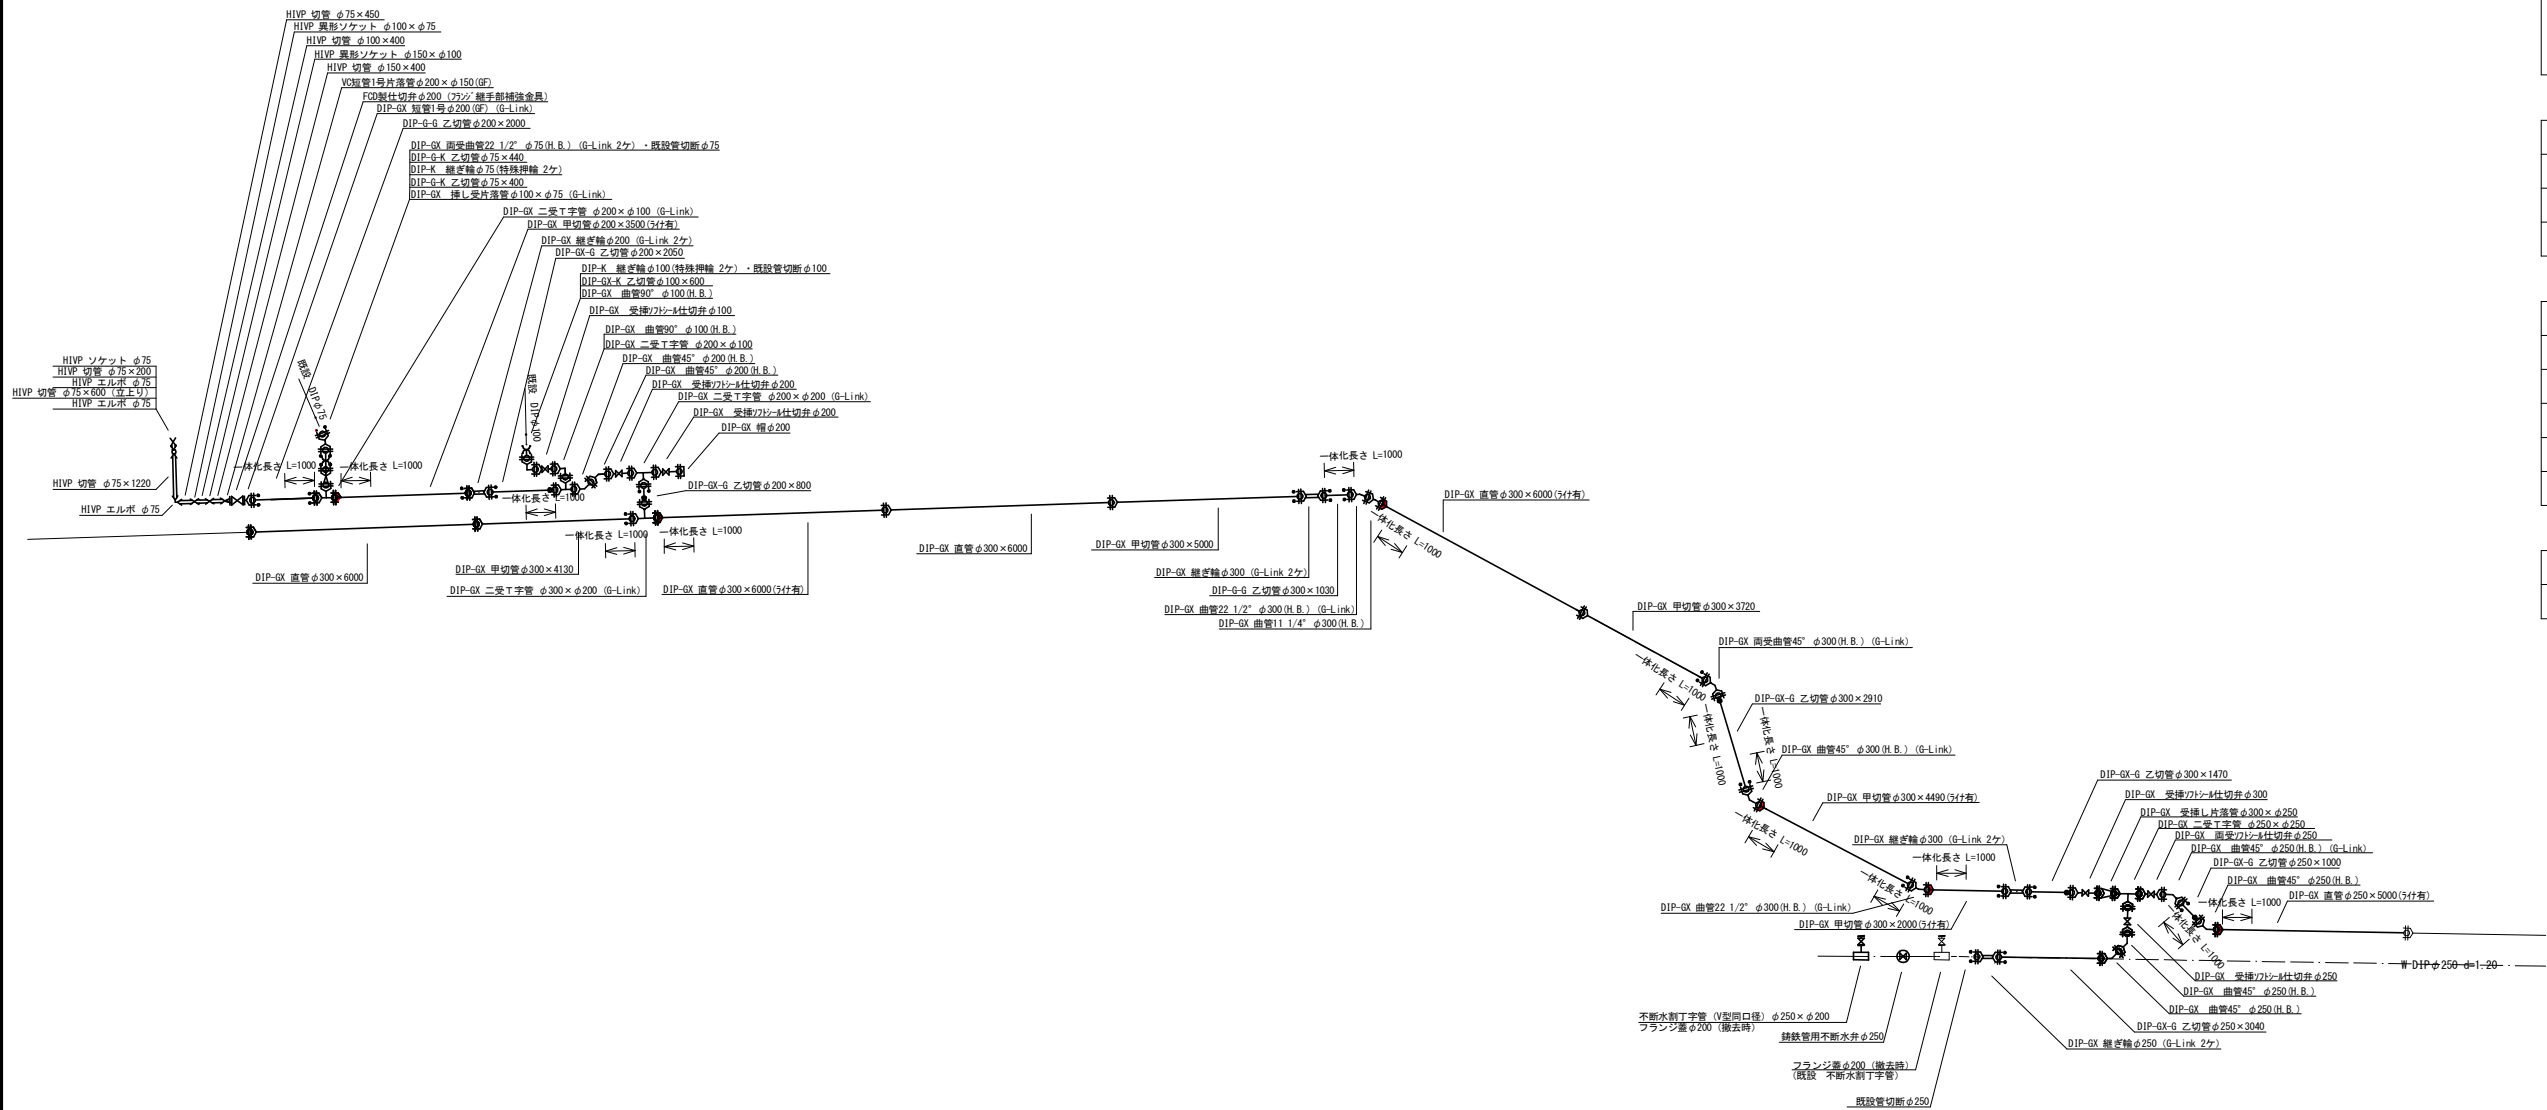 HIVP 切管 φ75×450
HIVP 異形ソケット φ100×φ75
HIVP 切管 φ100×400
HIVP 異形ソケット φ150×φ100
HIVP 切管 φ150×400
VC短管1号片落管φ200×φ150(GF)
FCD製仕切弁φ200 (フランジ継手部補強金具)
DIP-GX 短管1号φ200(GF) (G-Link)
DIP-G-G 乙切管φ200×2000
DIP-GX 両受曲管22 1/2° φ75(H.B.) (G-Link 2ケ) ・既設管切断φ75
DIP-G-K 乙切管φ75×440
DIP-K 継ぎ輪φ75(特殊押輪 2ケ)
DIP-G-K 乙切管φ75×400
DIP-GX 挿し受片落管φ100×φ75 (G-Link)
DIP-GX 二受T字管 φ200×φ100 (G-Link)
DIP-GX 甲切管φ200×3500(ライナ有)
DIP-GX 継ぎ輪φ200 (G-Link 2ケ)
DIP-GX-G 乙切管φ200×2050
DIP-K 継ぎ輪φ100(特殊押輪 2ケ) ・既設管切断φ100
DIP-GX-K 乙切管φ100×600
DIP-GX 曲管90° φ100(H.B.)
DIP-GX 受挿ソフトシール仕切弁φ100
DIP-GX 曲管90° φ100(H.B.)
DIP-GX 二受T字管 φ200×φ100
DIP-GX 曲管45° φ200(H.B.)
DIP-GX 曲管45° φ200(H.B.)
DIP-GX 受挿ソフトシール仕切弁φ200
DIP-GX 二受T字管 φ200×φ200 (G-Link)
DIP-GX 受挿ソフトシール仕切弁φ200
DIP-GX 帽φ200
HIVP ソケット φ75
HIVP 切管 φ75×200
HIVP エルボ φ75
HIVP 切管 φ75×600 (立上り)
HIVP エルボ φ75
HIVP 切管 φ75×1220
HIVP エルボ φ75
既設 DIPφ75
既設 DIPφ100
一体化長さ L=1000
一体化長さ L=1000
一体化長さ L=1000
DIP-GX-G 乙切管φ200×800
一体化長さ L=1000
一体化長さ L=1000
DIP-GX 直管φ300×6000
DIP-GX 甲切管φ300×4130
DIP-GX 二受T字管 φ300×φ200 (G-Link)
DIP-GX 直管φ300×6000(ライナ有)
DIP-GX 直管φ300×6000
DIP-GX 甲切管φ300×5000
DIP-GX 継ぎ輪φ300 (G-Link 2ケ)
DIP-G-G 乙切管φ300×1030
DIP-GX 曲管22 1/2° φ300(H.B.) (G-Link)
DIP-GX 曲管11 1/4° φ300(H.B.)
一体化長さ L=1000
DIP-GX 直管φ300×6000(ライナ有)
一体化長さ L=1000
DIP-GX 甲切管φ300×3720
DIP-GX 両受曲管45° φ300(H.B.) (G-Link)
一体化長さ L=1000
DIP-GX-G 乙切管φ300×2910
一体化長さ L=1000
一体化長さ L=1000
DIP-GX 曲管45° φ300(H.B.) (G-Link)
DIP-GX 甲切管φ300×4490(ライナ有)
一体化長さ L=1000
DIP-GX 継ぎ輪φ300 (G-Link 2ケ)
一体化長さ L=1000
一体化長さ L=1000
DIP-GX 曲管22 1/2° φ300(H.B.) (G-Link)
DIP-GX 甲切管φ300×2000(ライナ有)
DIP-GX-G 乙切管φ300×1470
DIP-GX 受挿ソフトシール仕切弁φ300
DIP-GX 受挿し片落管φ300×φ250
DIP-GX 二受T字管 φ250×φ250
DIP-GX 両受ソフトシール仕切弁φ250
DIP-GX 曲管45° φ250(H.B.) (G-Link)
DIP-GX-G 乙切管φ250×1000
DIP-GX 曲管45° φ250(H.B.)
DIP-GX 直管φ250×5000(ライナ有)
一体化長さ L=1000
一体化長さ L=1000
W DIPφ250 d=1.20
DIP-GX 受挿ソフトシール仕切弁φ250
DIP-GX 曲管45° φ250(H.B.)
DIP-GX 曲管45° φ250(H.B.)
DIP-GX-G 乙切管φ250×3040
DIP-GX 継ぎ輪φ250 (G-Link 2ケ)
不断水割丁字管 (V型同口径) φ250×φ200
フランジ蓋φ200 (撤去時)
鋳鉄管用不断水弁φ250
フランジ蓋φ200 (撤去時)
(既設 不断水割丁字管)
既設管切断φ250